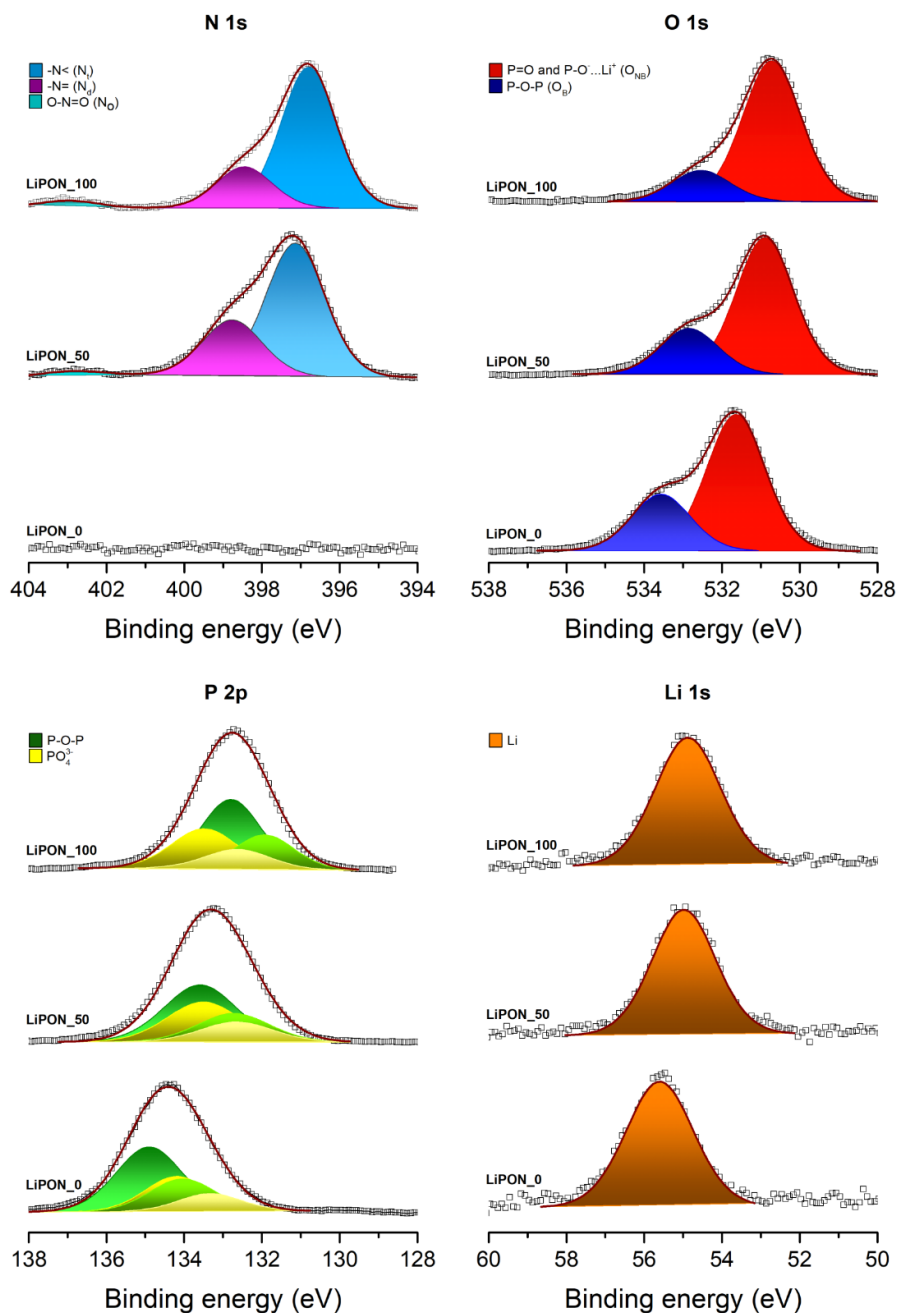 N 1s
-N< (Nt)
-N= (Nd)
O-N=O (NO)
LiPON_100
LiPON_50
LiPON_0
404 402 400 398 396 394
Binding energy (eV)
O 1s
P=O and P-O⁻...Li⁺ (ONB)
P-O-P (OB)
LiPON_100
LiPON_50
LiPON_0
538 536 534 532 530 528
Binding energy (eV)
P 2p
P-O-P
PO₄³⁻
LiPON_100
LiPON_50
LiPON_0
138 136 134 132 130 128
Binding energy (eV)
Li 1s
Li
LiPON_100
LiPON_50
LiPON_0
60 58 56 54 52 50
Binding energy (eV)